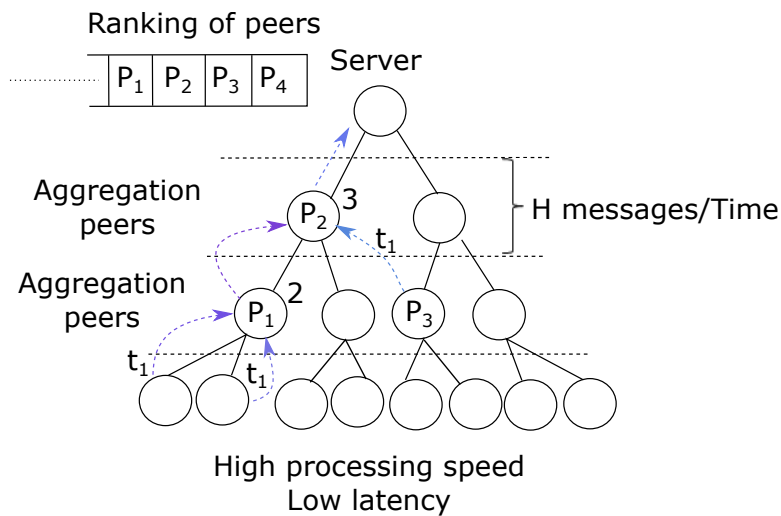 Ranking of peers
P₁ P₂ P₃ P₄
Server
Aggregation
peers
P₂ 3
H messages/Time
t₁
Aggregation
peers
P₁ 2
P₃
t₁
t₁
High processing speed
Low latency